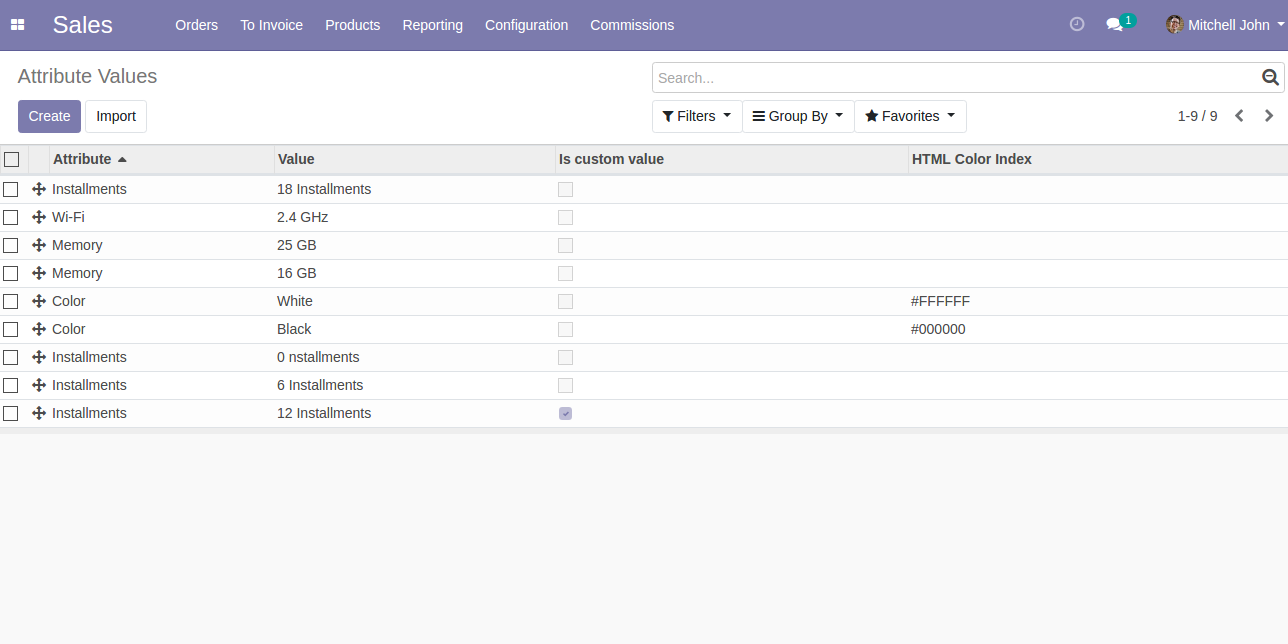 Sales Orders To Invoice Products Reporting Configuration Commissions 1 Mitchell John
Attribute Values
Search...
Create Import Filters Group By Favorites 1-9 / 9
Attribute Value Is custom value HTML Color Index
Installments 18 Installments
Wi-Fi 2.4 GHz
Memory 25 GB
Memory 16 GB
Color White #FFFFFF
Color Black #000000
Installments 0 nstallments
Installments 6 Installments
Installments 12 Installments